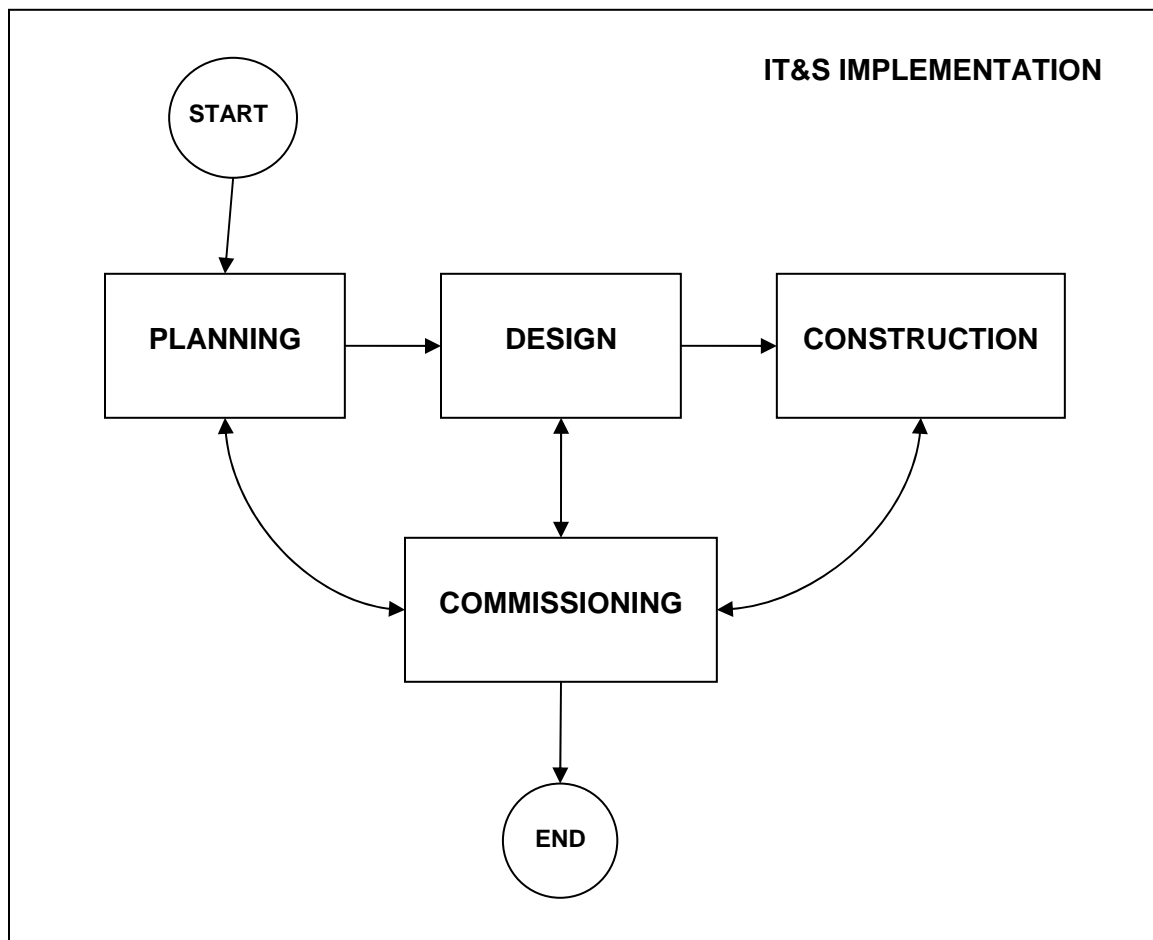 IT&S IMPLEMENTATION
START
PLANNING
DESIGN
CONSTRUCTION
COMMISSIONING
END